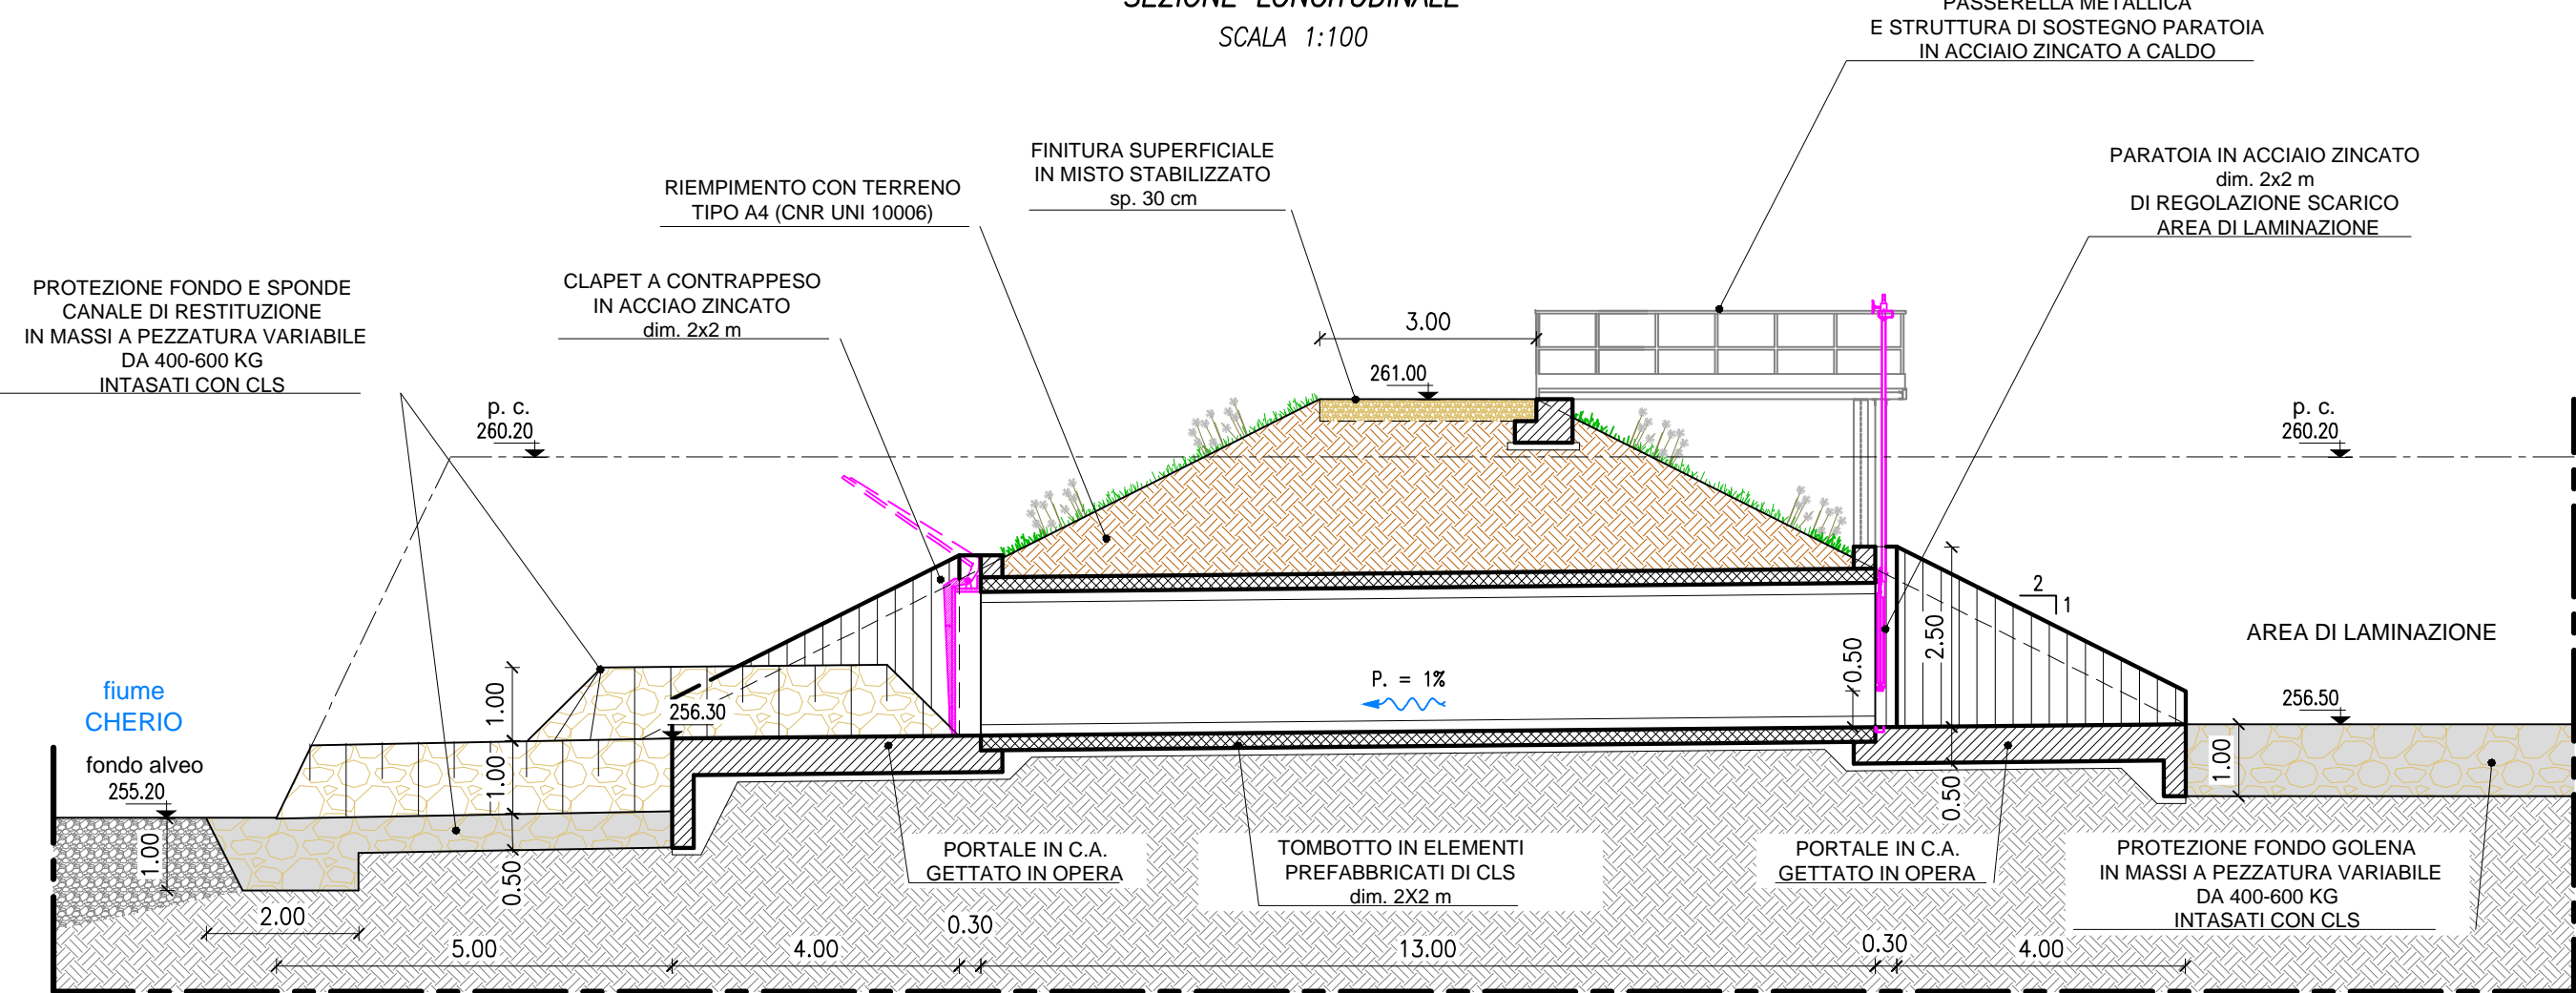 SEZIONE LONGITUDINALE
SCALA 1:100
PASSERELLA METALLICA
E STRUTTURA DI SOSTEGNO PARATOIA
IN ACCIAIO ZINCATO A CALDO
FINITURA SUPERFICIALE
IN MISTO STABILIZZATO
sp. 30 cm
PARATOIA IN ACCIAIO ZINCATO
dim. 2x2 m
DI REGOLAZIONE SCARICO
AREA DI LAMINAZIONE
RIEMPIMENTO CON TERRENO
TIPO A4 (CNR UNI 10006)
CLAPET A CONTRAPPESO
IN ACCIAO ZINCATO
dim. 2x2 m
PROTEZIONE FONDO E SPONDE
CANALE DI RESTITUZIONE
IN MASSI A PEZZATURA VARIABILE
DA 400-600 KG
INTASATI CON CLS
3.00
261.00
p. c.
260.20
p. c.
260.20
2
1
2.50
0.50
AREA DI LAMINAZIONE
P. = 1%
fiume
CHERIO
1.00
256.30
256.50
fondo alveo
255.20
1.00
1.00
0.50
1.00
0.50
PORTALE IN C.A.
GETTATO IN OPERA
TOMBOTTO IN ELEMENTI
PREFABBRICATI DI CLS
dim. 2X2 m
PORTALE IN C.A.
GETTATO IN OPERA
PROTEZIONE FONDO GOLENA
IN MASSI A PEZZATURA VARIABILE
DA 400-600 KG
INTASATI CON CLS
2.00
5.00
4.00
0.30
13.00
0.30
4.00